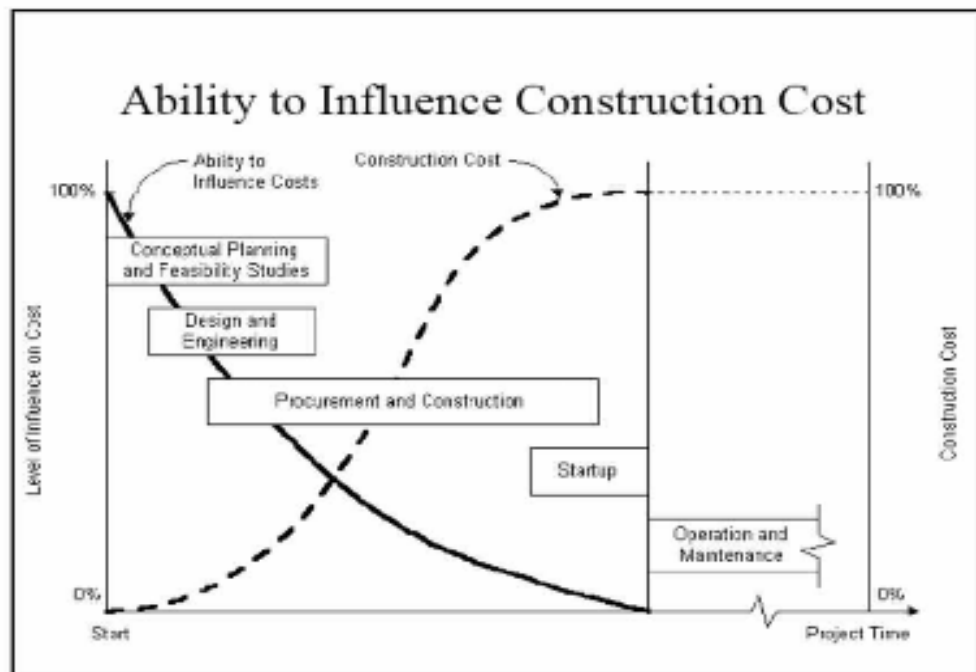 Ability to Influence Construction Cost
Ability to
Influence Costs
Construction Cost
100%
100%
Conceptual Planning
and Feasibility Studies
Design and
Engineering
Procurement and Construction
Startup
Operation and
Maintenance
Level of Influence on Cost
Construction Cost
0%
0%
Start
Project Time